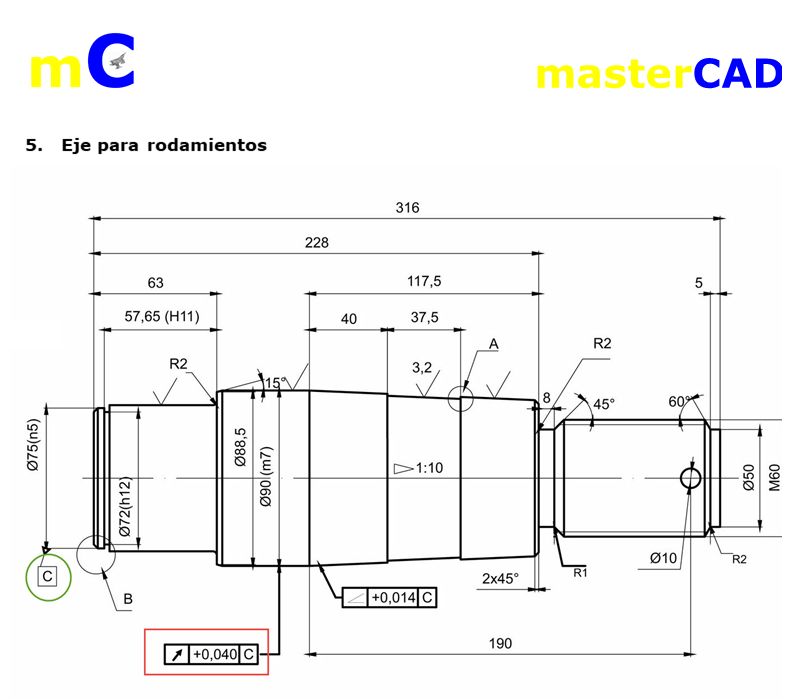 mC
masterCAD
5. Eje para rodamientos
316
228
63
117,5
5
57,65 (H11)
40
37,5
A
R2
R2
3,2
15°
8
45°
60°
Ø75(n5)
Ø88,5
Ø90 (m7)
1:10
Ø72(h12)
Ø50
M60
Ø10
R2
R1
C
2x45°
B
+0,014 C
190
+0,040 C